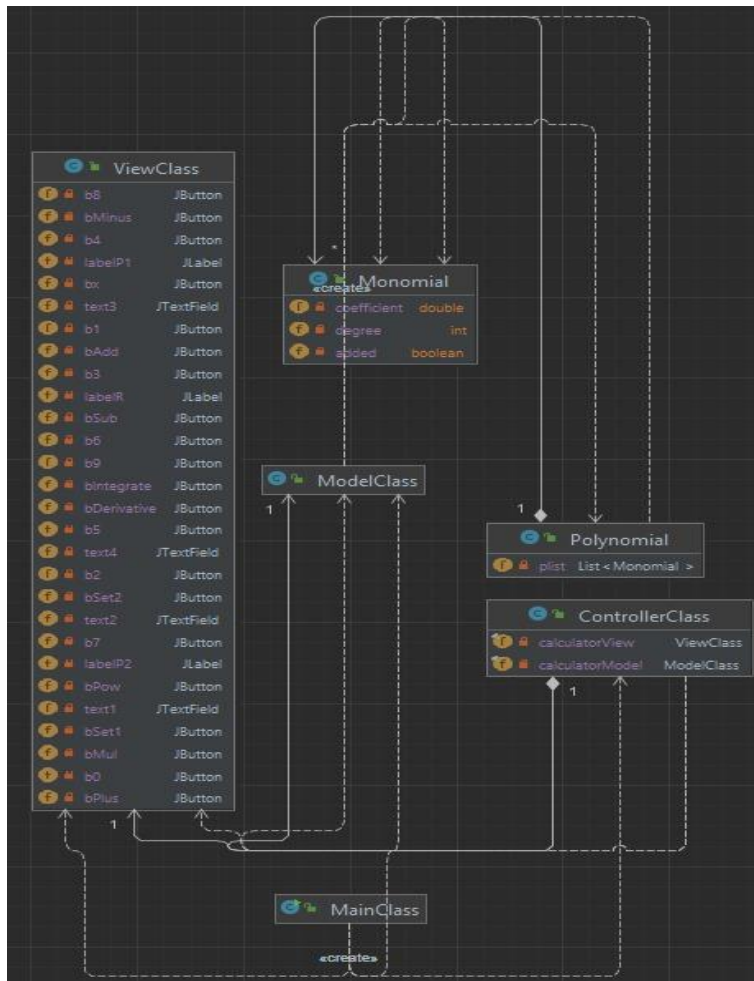 ViewClass
b8 JButton
bMinus JButton
b4 JButton
labelP1 JLabel
bx JButton
text3 JTextField
b1 JButton
bAdd JButton
b3 JButton
labelR JLabel
bSub JButton
b6 JButton
b9 JButton
bIntegrate JButton
bDerivative JButton
b5 JButton
text4 JTextField
b2 JButton
bSet2 JButton
text2 JTextField
b7 JButton
labelP2 JLabel
bPow JButton
text1 JTextField
bSet1 JButton
bMul JButton
b0 JButton
bPlus JButton
1
*
Monomial
«create»
coefficient double
degree int
added boolean
ModelClass
1
1
Polynomial
plist List<Monomial >
ControllerClass
calculatorView ViewClass
calculatorModel ModelClass
1
MainClass
«create»